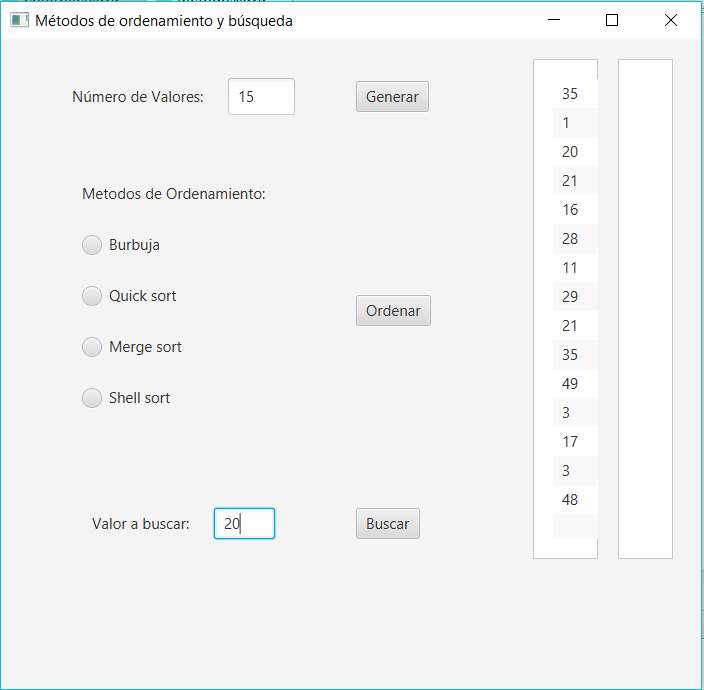 Métodos de ordenamiento y búsqueda
Número de Valores: 15 Generar
Metodos de Ordenamiento:
Burbuja
Quick sort
Ordenar
Merge sort
Shell sort
Valor a buscar: 20 Buscar
35
1
20
21
16
28
11
29
21
35
49
3
17
3
48